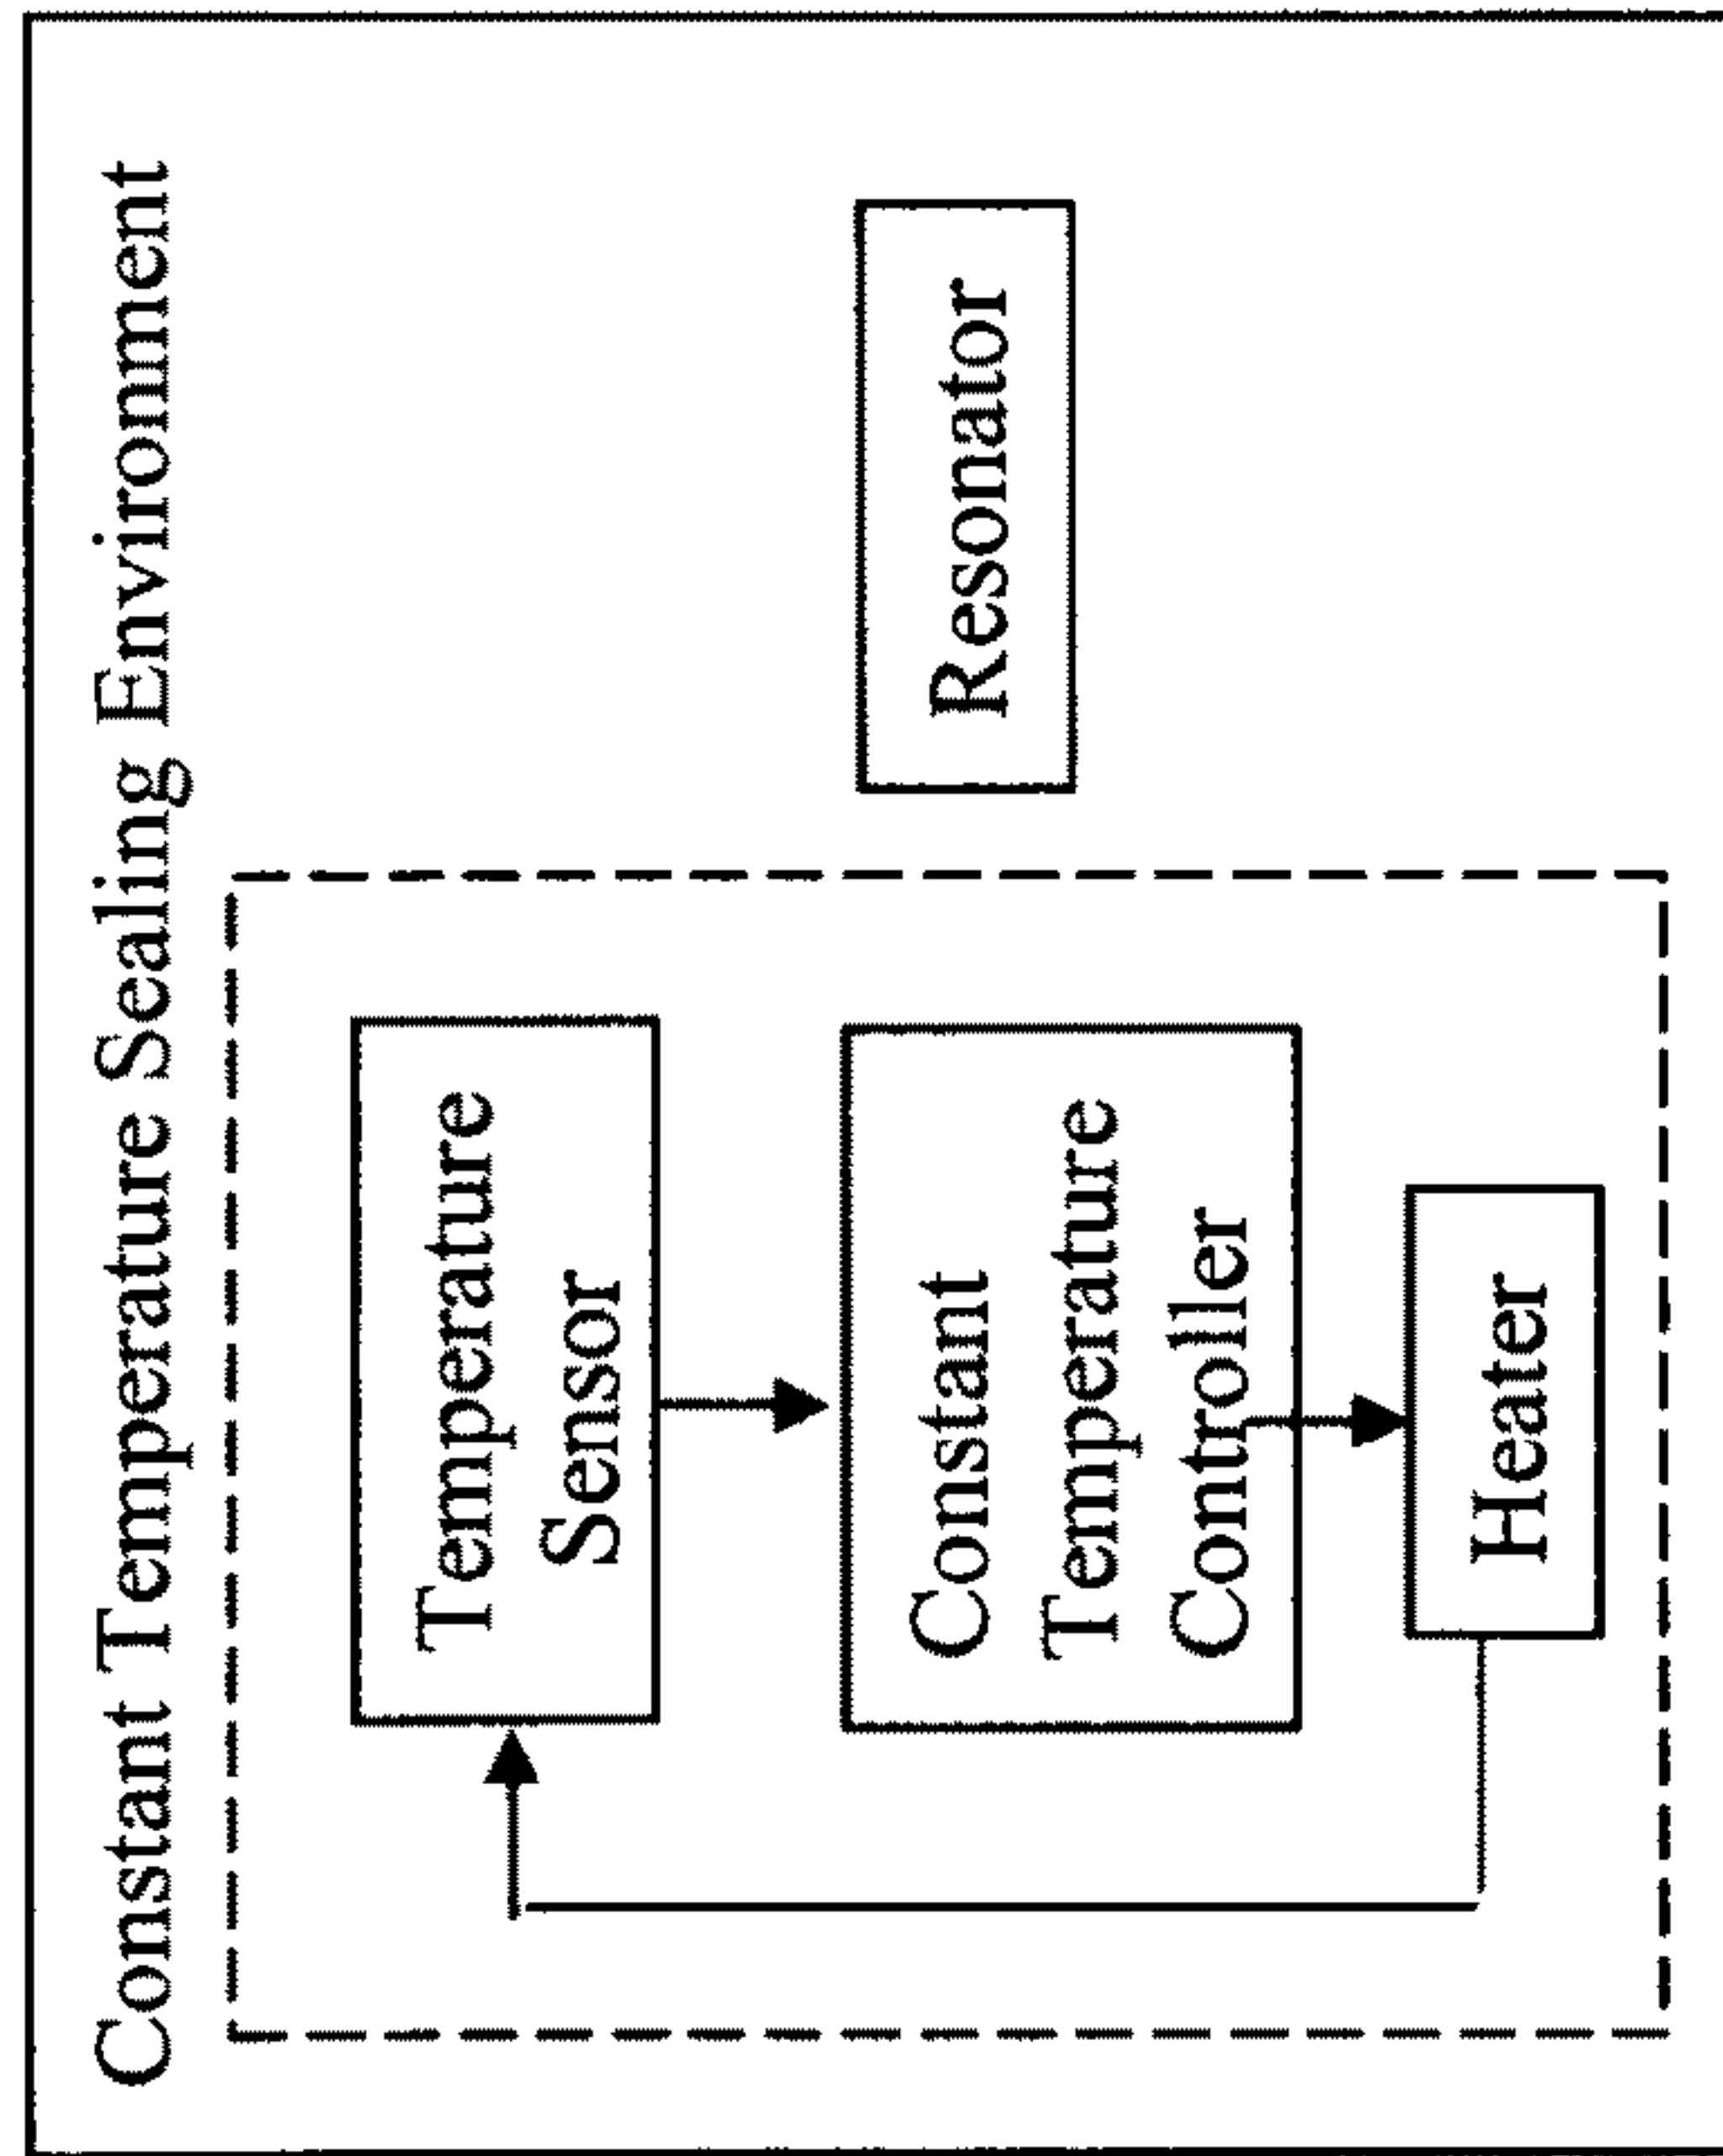 Constant Temperature Sealing Environment
Temperature
Sensor
Constant
Temperature
Controller
Heater
Resonator